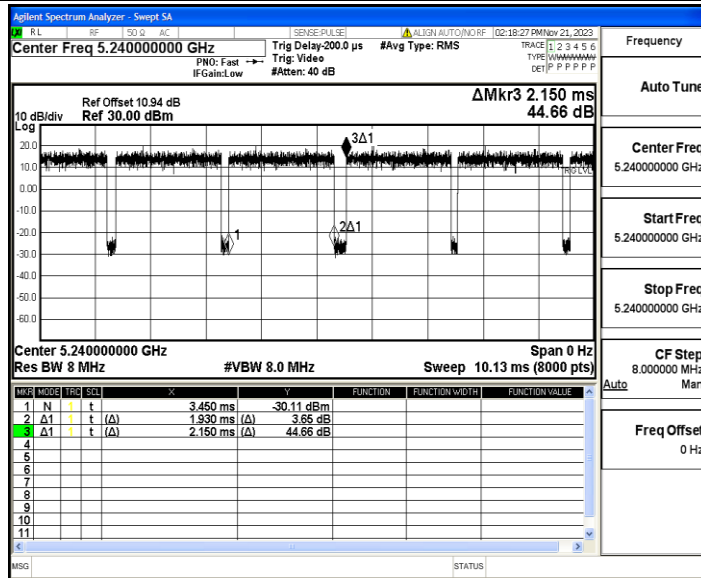 Agilent Spectrum Analyzer - Swept SA
RL RF 50 Ω AC SENSE:PULSE ALIGN AUTO/NO RF 02:18:27 PM Nov 21, 2023
Center Freq 5.240000000 GHz
PNO: Fast
IFGain:Low
Trig Delay-200.0 µs
Trig: Video
#Atten: 40 dB
#Avg Type: RMS
TRACE 1 2 3 4 5 6
TYPE WWWWWW
DET P P P P P P
Ref Offset 10.94 dB
10 dB/div Ref 30.00 dBm
Log
ΔMkr3 2.150 ms
44.66 dB
20.0
10.0
0.00
-10.0
-20.0
-30.0
-40.0
-50.0
-60.0
3Δ1
TRIG LVL
1
2Δ1
Center 5.240000000 GHz Span 0 Hz
Res BW 8 MHz #VBW 8.0 MHz Sweep 10.13 ms (8000 pts)
MKR MODE TRC SCL X Y FUNCTION FUNCTION WIDTH FUNCTION VALUE
1 N 1 t 3.450 ms -30.11 dBm
2 Δ1 1 t (Δ) 1.930 ms (Δ) 3.65 dB
3 Δ1 1 t (Δ) 2.150 ms (Δ) 44.66 dB
4
5
6
7
8
9
10
11
MSG STATUS
Frequency
Auto Tune
Center Freq
5.240000000 GHz
Start Freq
5.240000000 GHz
Stop Freq
5.240000000 GHz
CF Step
8.000000 MHz
Auto Man
Freq Offset
0 Hz